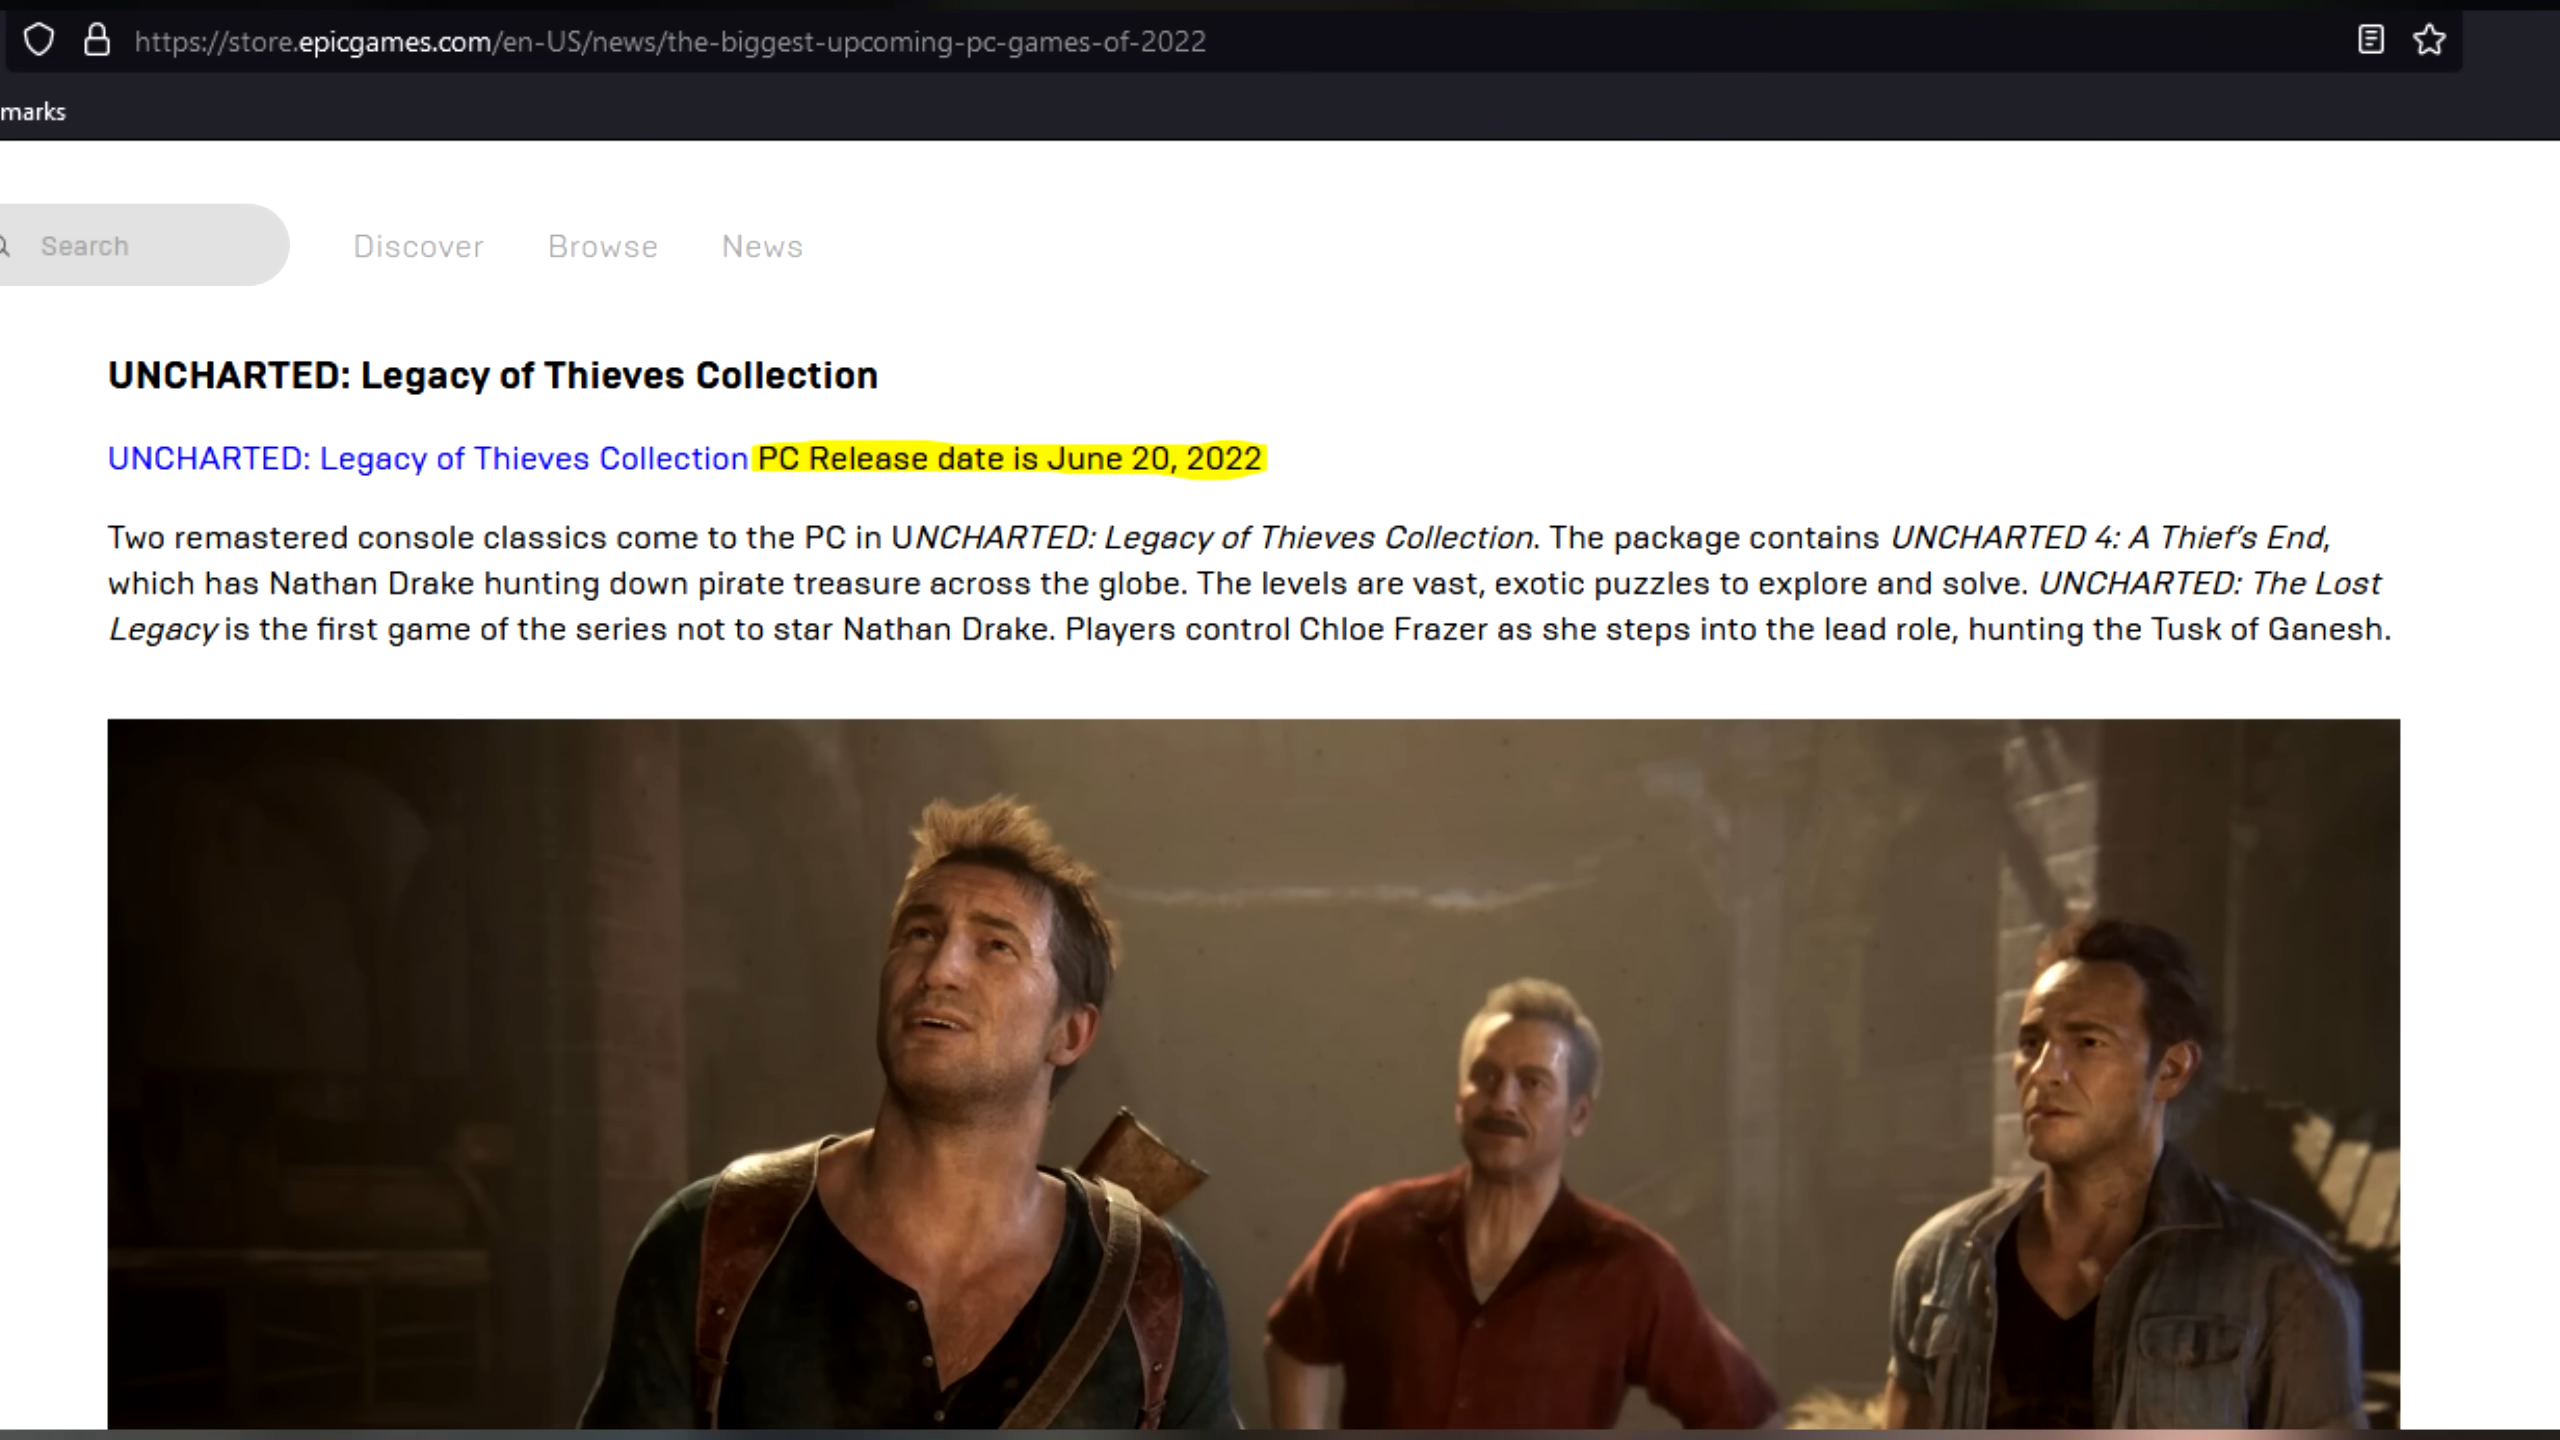 https://store.epicgames.com/en-US/news/the-biggest-upcoming-pc-games-of-2022
marks
Search Discover Browse News
UNCHARTED: Legacy of Thieves Collection
UNCHARTED: Legacy of Thieves Collection PC Release date is June 20, 2022
Two remastered console classics come to the PC in UNCHARTED: Legacy of Thieves Collection. The package contains UNCHARTED 4: A Thief's End,
which has Nathan Drake hunting down pirate treasure across the globe. The levels are vast, exotic puzzles to explore and solve. UNCHARTED: The Lost
Legacy is the first game of the series not to star Nathan Drake. Players control Chloe Frazer as she steps into the lead role, hunting the Tusk of Ganesh.